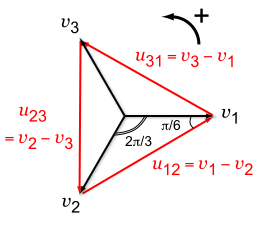 v₃
+
u₃₁ = v₃ − v₁
u₂₃
= v₂ − v₃
v₁
π/6
2π/3
u₁₂ = v₁ − v₂
v₂